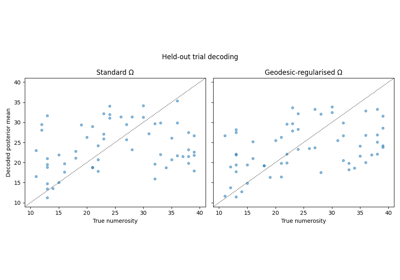 Held-out trial decoding
Standard Ω
Geodesic-regularised Ω
Decoded posterior mean
40
35
30
25
20
15
10
10 15 20 25 30 35 40
10 15 20 25 30 35 40
True numerosity
True numerosity